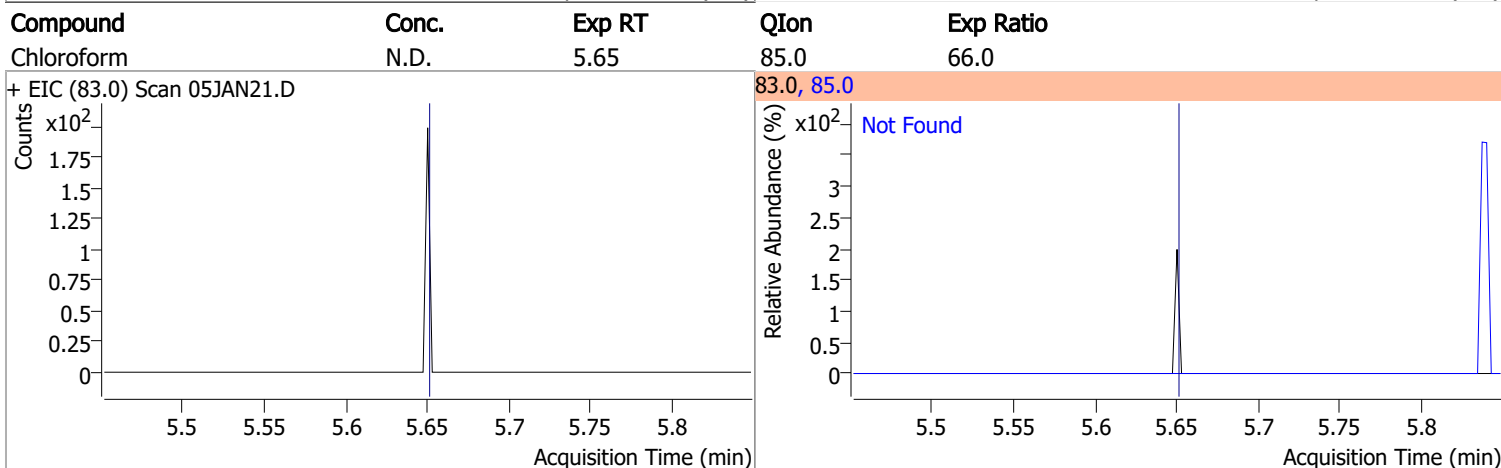 Compound Conc. Exp RT QIon Exp Ratio
Chloroform N.D. 5.65 85.0 66.0
+ EIC (83.0) Scan 05JAN21.D
Counts
x10²
1.75
1.5
1.25
1
0.75
0.5
0.25
0
5.5 5.55 5.6 5.65 5.7 5.75 5.8
Acquisition Time (min)
83.0, 85.0
Relative Abundance (%)
x10²
Not Found
3
2.5
2
1.5
1
0.5
0
5.5 5.55 5.6 5.65 5.7 5.75 5.8
Acquisition Time (min)